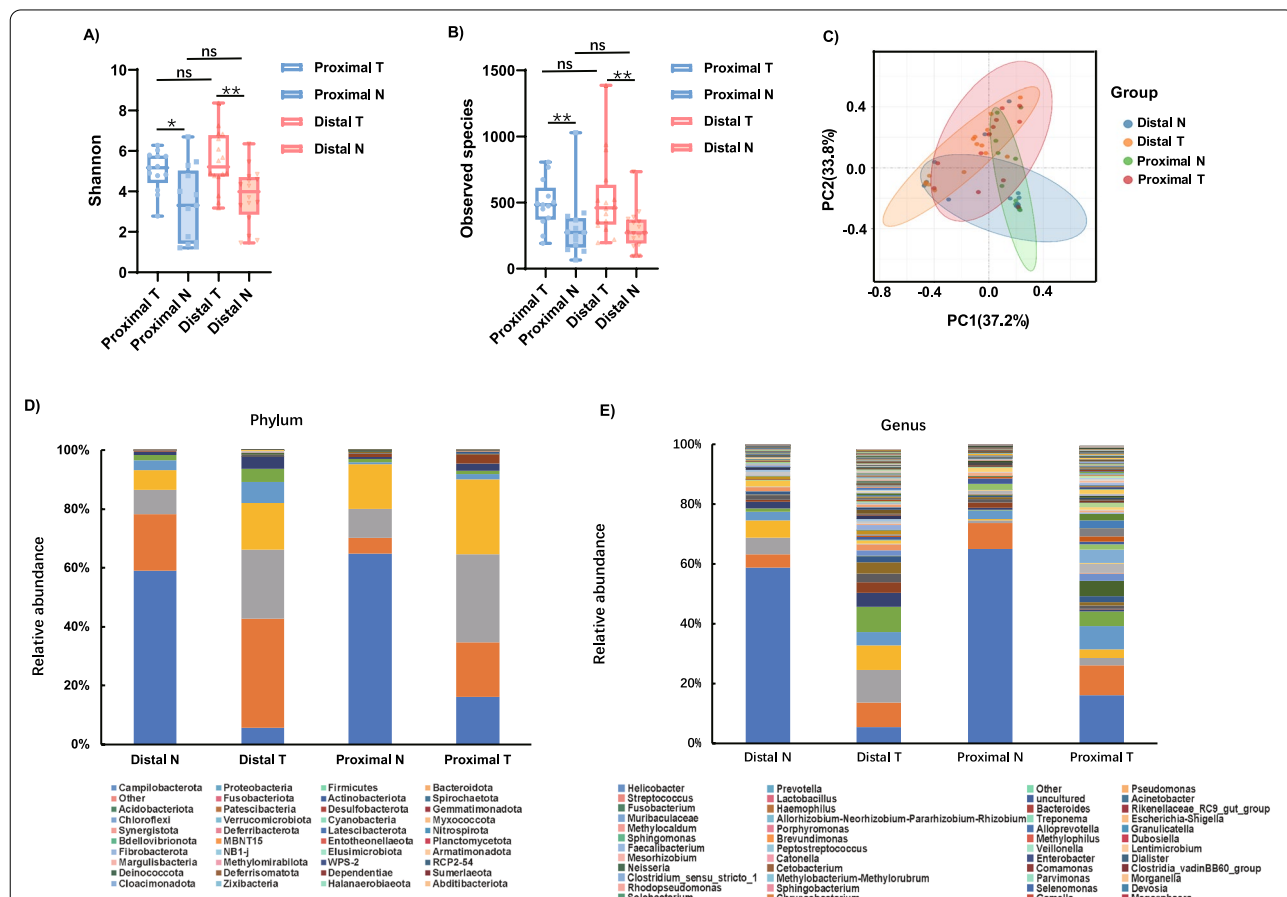 A)
ns
ns
**
*
10
8
6
4
2
0
Shannon
Proximal T
Proximal N
Distal T
Distal N
Proximal T
Proximal N
Distal T
Distal N
B)
ns
ns
**
**
1500
1000
500
0
Observed species
Proximal T
Proximal N
Distal T
Distal N
Proximal T
Proximal N
Distal T
Distal N
C)
0.4
0.0
-0.4
PC2(33.8%)
-0.8 -0.4 0.0 0.4
PC1(37.2%)
Group
Distal N
Distal T
Proximal N
Proximal T
D)
Phylum
100%
80%
60%
40%
20%
0%
Relative abundance
Distal N Distal T Proximal N Proximal T
Campilobacterota Proteobacteria Firmicutes Bacteroidota
Other Fusobacteriota Actinobacteriota Spirochaetota
Acidobacteriota Patescibacteria Desulfobacterota Gemmatimonadota
Chloroflexi Verrucomicrobiota Cyanobacteria Myxococcota
Synergistota Deferribacterota Latescibacterota Nitrospirota
Bdellovibrionota MBNT15 Entotheonellaeota Planctomycetota
Fibrobacterota NB1-j Elusimicrobiota Armatimonadota
Margulisbacteria Methylomirabilota WPS-2 RCP2-54
Deinococcota Deferrisomatota Dependentiae Sumerlaeota
Cloacimonadota Zixibacteria Halanaerobiaeota Abditibacteriota
E)
Genus
100%
80%
60%
40%
20%
0%
Relative abundance
Distal N Distal T Proximal N Proximal T
Helicobacter Prevotella Other Pseudomonas
Streptococcus Lactobacillus uncultured Acinetobacter
Fusobacterium Haemophilus Bacteroides Rikenellaceae_RC9_gut_group
Muribaculaceae Allorhizobium-Neorhizobium-Pararhizobium-Rhizobium Treponema Escherichia-Shigella
Methylocaldum Porphyromonas Alloprevotella Granulicatella
Sphingomonas Brevundimonas Methylophilus Dubosiella
Faecalibacterium Peptostreptococcus Veillonella Lentimicrobium
Mesorhizobium Catonella Enterobacter Dialister
Neisseria Cetobacterium Comamonas Clostridia_vadinBB60_group
Clostridium_sensu_stricto_1 Methylobacterium-Methylorubrum Parvimonas Morganella
Rhodopseudomonas Sphingobacterium Selenomonas Devosia